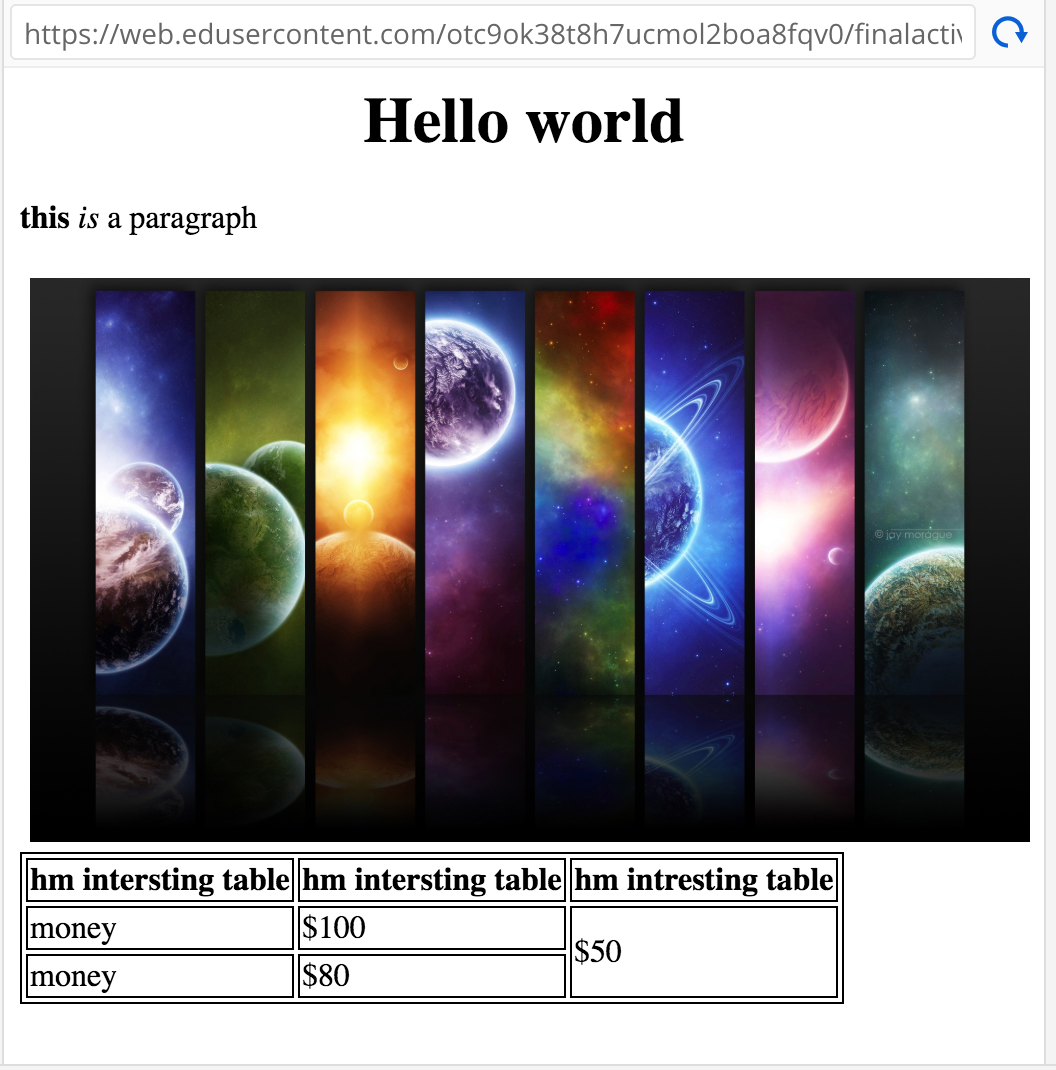 https://web.edusercontent.com/otc9ok38t8h7ucmol2boa8fqv0/finalactiv
Hello world
this is a paragraph
© jay moradue
hm intersting table hm intersting table hm intresting table
money $100 $50
money $80